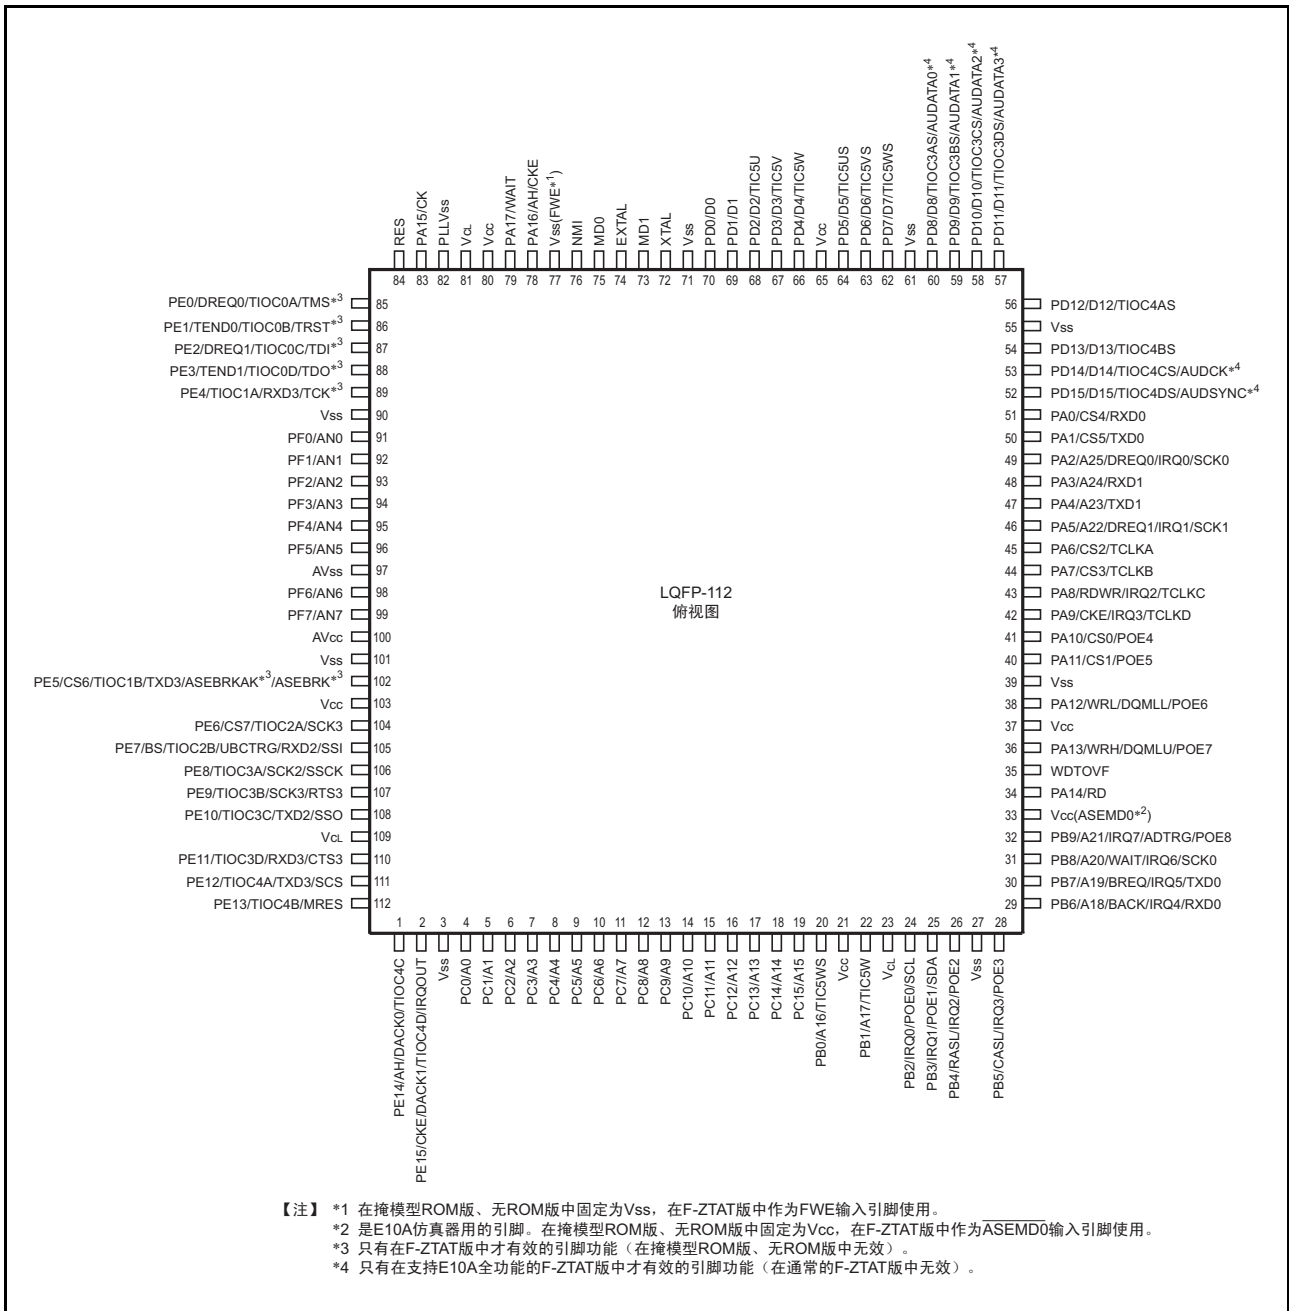 PD11/D11/TIOC3DS/AUDATA3*4
PD10/D10/TIOC3CS/AUDATA2*4
PD9/D9/TIOC3BS/AUDATA1*4
PD8/D8/TIOC3AS/AUDATA0*4
Vss
PD7/D7/TIC5WS
PD6/D6/TIC5VS
PD5/D5/TIC5US
Vcc
PD4/D4/TIC5W
PD3/D3/TIC5V
PD2/D2/TIC5U
PD1/D1
PD0/D0
Vss
XTAL
MD1
EXTAL
MD0
NMI
Vss(FWE*1)
PA16/AH/CKE
PA17/WAIT
Vcc
VCL
PLLVss
PA15/CK
RES
84 83 82 81 80 79 78 77 76 75 74 73 72 71 70 69 68 67 66 65 64 63 62 61 60 59 58 57
PE0/DREQ0/TIOC0A/TMS*3 85
PE1/TEND0/TIOC0B/TRST*3 86
PE2/DREQ1/TIOC0C/TDI*3 87
PE3/TEND1/TIOC0D/TDO*3 88
PE4/TIOC1A/RXD3/TCK*3 89
Vss 90
PF0/AN0 91
PF1/AN1 92
PF2/AN2 93
PF3/AN3 94
PF4/AN4 95
PF5/AN5 96
AVss 97
PF6/AN6 98
PF7/AN7 99
AVcc 100
Vss 101
PE5/CS6/TIOC1B/TXD3/ASEBRKAK*3/ASEBRK*3 102
Vcc 103
PE6/CS7/TIOC2A/SCK3 104
PE7/BS/TIOC2B/UBCTRG/RXD2/SSI 105
PE8/TIOC3A/SCK2/SSCK 106
PE9/TIOC3B/SCK3/RTS3 107
PE10/TIOC3C/TXD2/SSO 108
VCL 109
PE11/TIOC3D/RXD3/CTS3 110
PE12/TIOC4A/TXD3/SCS 111
PE13/TIOC4B/MRES 112
LQFP-112
俯视图
56 PD12/D12/TIOC4AS
55 Vss
54 PD13/D13/TIOC4BS
53 PD14/D14/TIOC4CS/AUDCK*4
52 PD15/D15/TIOC4DS/AUDSYNC*4
51 PA0/CS4/RXD0
50 PA1/CS5/TXD0
49 PA2/A25/DREQ0/IRQ0/SCK0
48 PA3/A24/RXD1
47 PA4/A23/TXD1
46 PA5/A22/DREQ1/IRQ1/SCK1
45 PA6/CS2/TCLKA
44 PA7/CS3/TCLKB
43 PA8/RDWR/IRQ2/TCLKC
42 PA9/CKE/IRQ3/TCLKD
41 PA10/CS0/POE4
40 PA11/CS1/POE5
39 Vss
38 PA12/WRL/DQMLL/POE6
37 Vcc
36 PA13/WRH/DQMLU/POE7
35 WDTOVF
34 PA14/RD
33 Vcc(ASEMD0*2)
32 PB9/A21/IRQ7/ADTRG/POE8
31 PB8/A20/WAIT/IRQ6/SCK0
30 PB7/A19/BREQ/IRQ5/TXD0
29 PB6/A18/BACK/IRQ4/RXD0
1 2 3 4 5 6 7 8 9 10 11 12 13 14 15 16 17 18 19 20 21 22 23 24 25 26 27 28
PE14/AH/DACK0/TIOC4C
PE15/CKE/DACK1/TIOC4D/IRQOUT
Vss
PC0/A0
PC1/A1
PC2/A2
PC3/A3
PC4/A4
PC5/A5
PC6/A6
PC7/A7
PC8/A8
PC9/A9
PC10/A10
PC11/A11
PC12/A12
PC13/A13
PC14/A14
PC15/A15
PB0/A16/TIC5WS
Vcc
PB1/A17/TIC5W
VCL
PB2/IRQ0/POE0/SCL
PB3/IRQ1/POE1/SDA
PB4/RASL/IRQ2/POE2
Vss
PB5/CASL/IRQ3/POE3
【注】 *1 在掩模型ROM版、无ROM版中固定为Vss，在F-ZTAT版中作为FWE输入引脚使用。
*2 是E10A仿真器用的引脚。在掩模型ROM版、无ROM版中固定为Vcc，在F-ZTAT版中作为ASEMD0输入引脚使用。
*3 只有在F-ZTAT版中才有效的引脚功能（在掩模型ROM版、无ROM版中无效）。
*4 只有在支持E10A全功能的F-ZTAT版中才有效的引脚功能（在通常的F-ZTAT版中无效）。